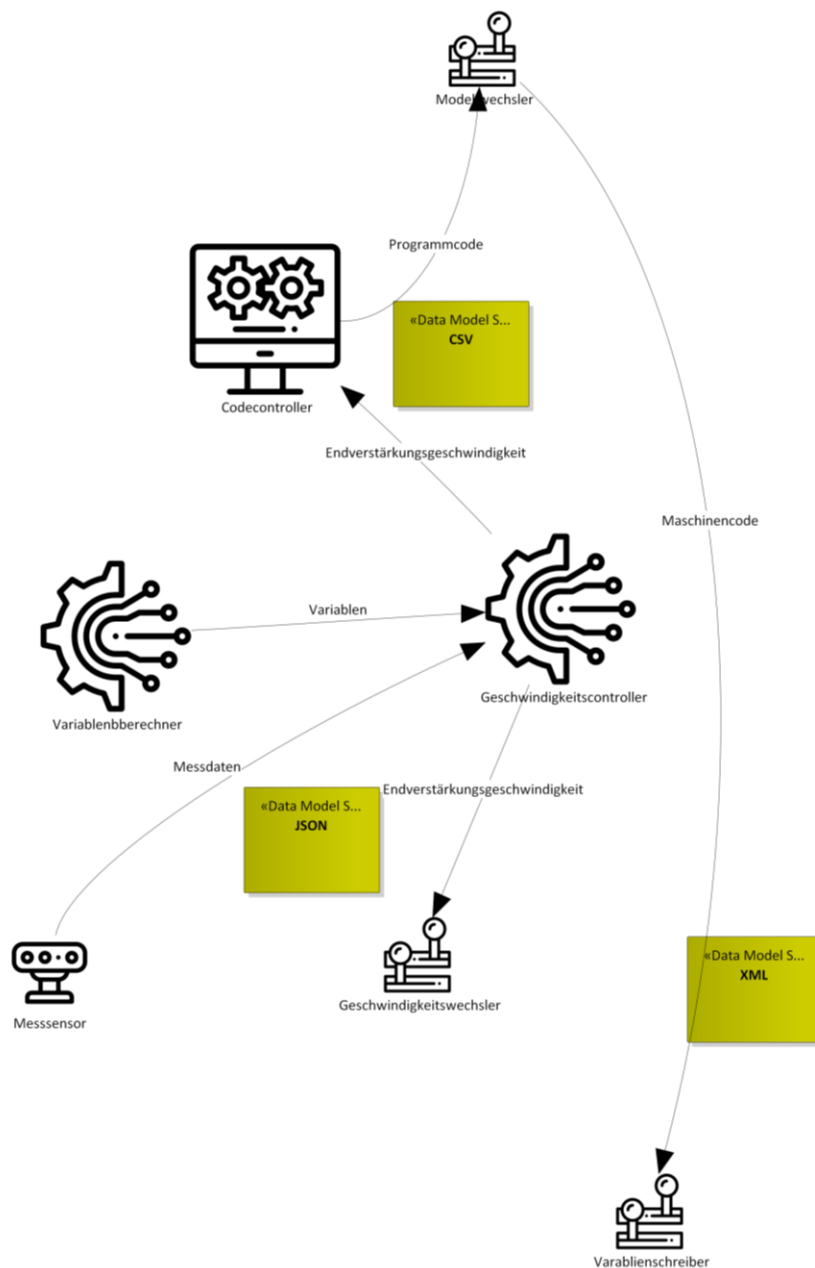 Modellwechsler
Programmcode
«Data Model S...
CSV
Codecontroller
Endverstärkungsgeschwindigkeit
Maschinencode
Variablen
Geschwindigkeitscontroller
Variablenbberechner
Messdaten
Endverstärkungsgeschwindigkeit
«Data Model S...
JSON
«Data Model S...
XML
Geschwindigkeitswechsler
Messsensor
Varablienschreiber